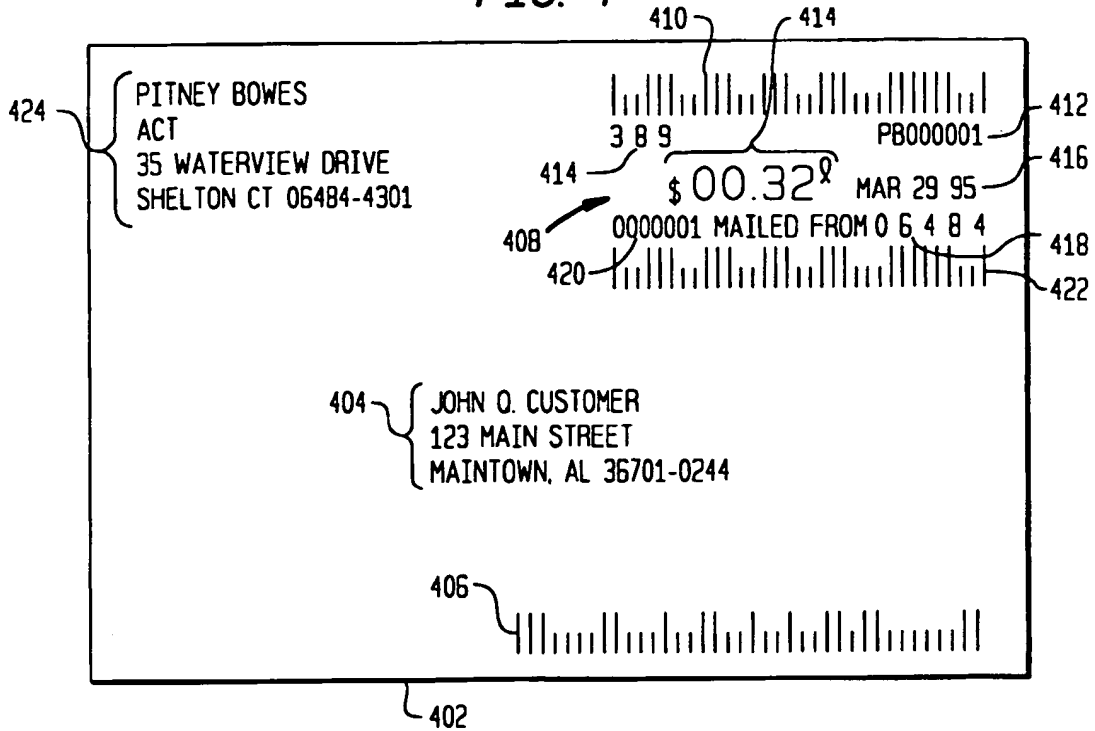 410 414
424 PITNEY BOWES
ACT
35 WATERVIEW DRIVE
SHELTON CT 06484-4301
3 8 9 PB000001 412
414 $ 00.32 MAR 29 95 416
408 0000001 MAILED FROM 0 6 4 8 4 418
420 422
404 JOHN Q. CUSTOMER
123 MAIN STREET
MAINTOWN, AL 36701-0244
406
402